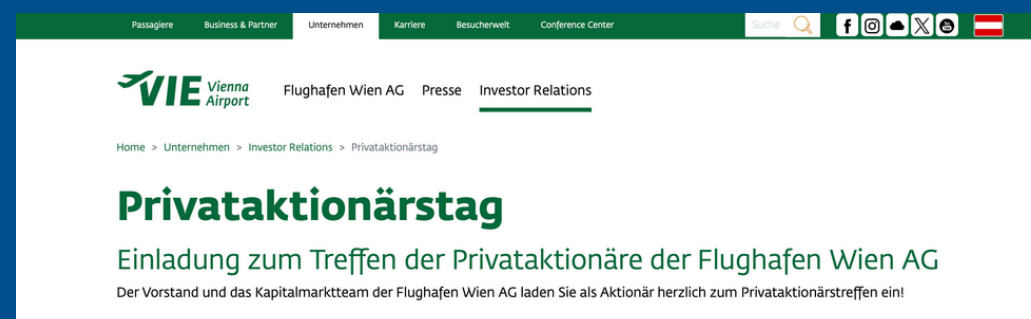 Passagiere Business & Partner Unternehmen Karriere Besucherwelt Conference Center Suche
VIE Vienna Airport
Flughafen Wien AG Presse Investor Relations
Home > Unternehmen > Investor Relations > Privataktionärstag
Privataktionärstag
Einladung zum Treffen der Privataktionäre der Flughafen Wien AG
Der Vorstand und das Kapitalmarktteam der Flughafen Wien AG laden Sie als Aktionär herzlich zum Privataktionärstreffen ein!